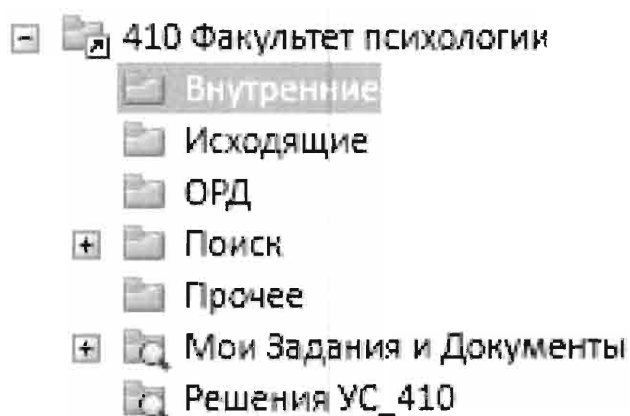 410 Факультет психологии
Внутренние
Исходящие
ОРД
Поиск
Прочее
Мои Задания и Документы
Решения УС_410